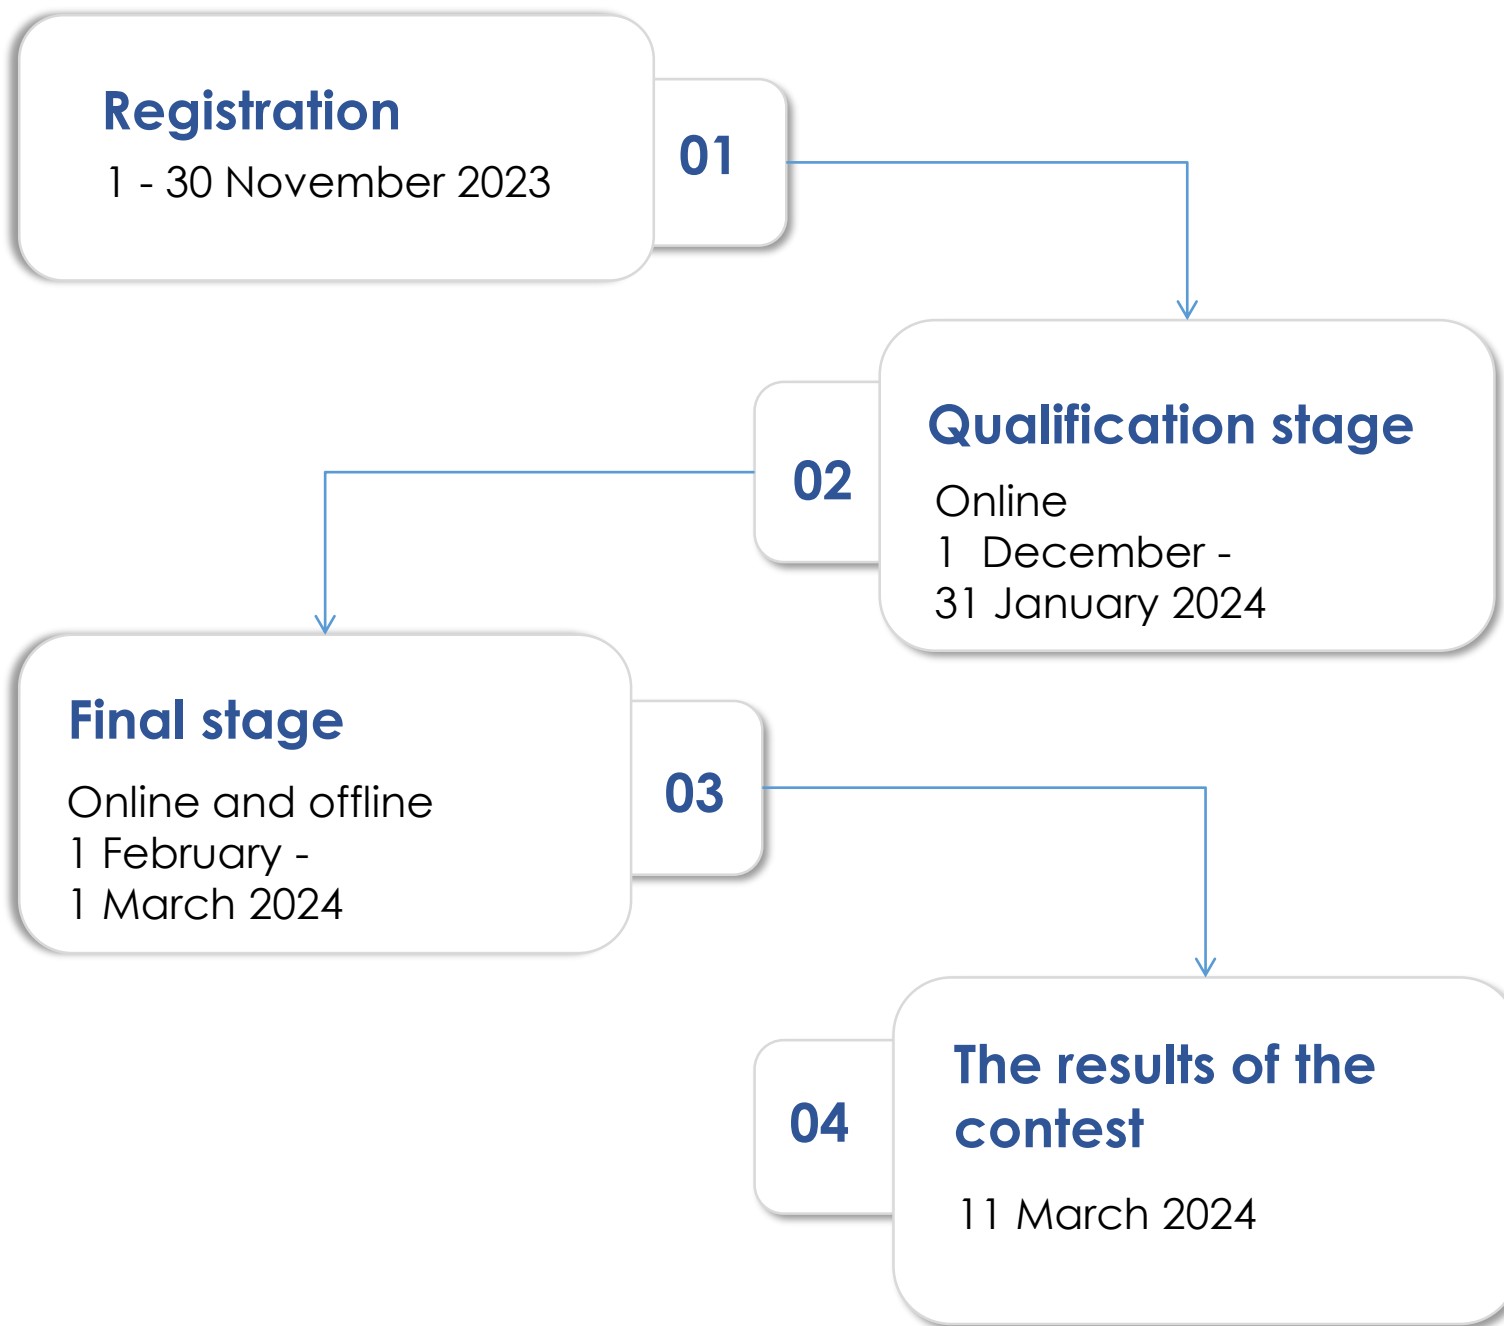 Registration
1 - 30 November 2023
01
Qualification stage
Online
1 December -
31 January 2024
02
Final stage
Online and offline
1 February -
1 March 2024
03
The results of the
contest
11 March 2024
04